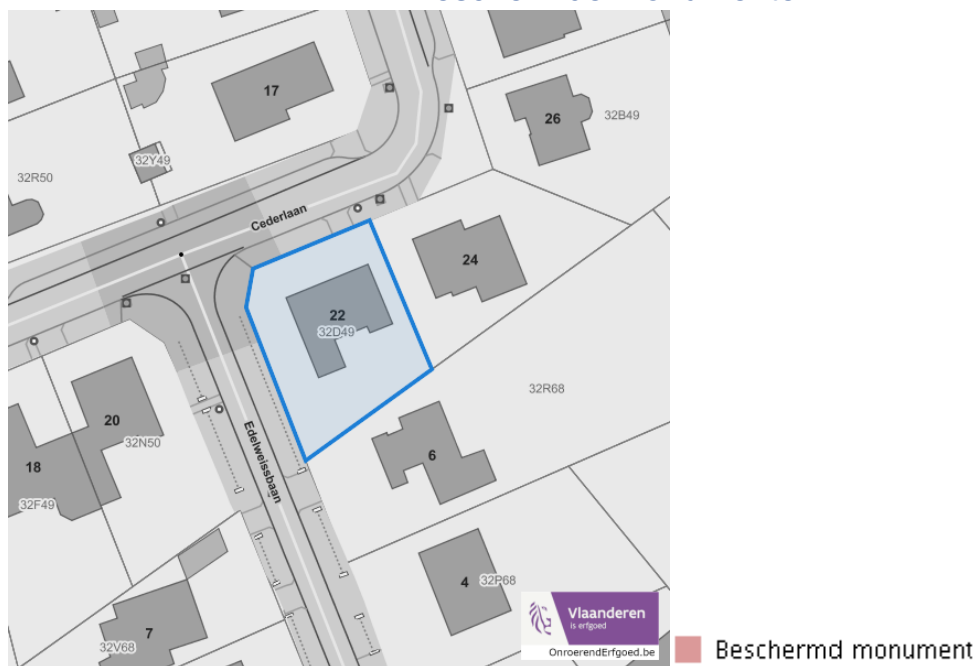 17
26
32B49
32Y49
32R50
Cederlaan
24
22
32D49
32R68
20
32N50
Edelweissbaan
18
6
32F49
4
32P68
7
32V68
Vlaanderen
is erfgoed
OnroerendErfgoed.be
Beschermd monument